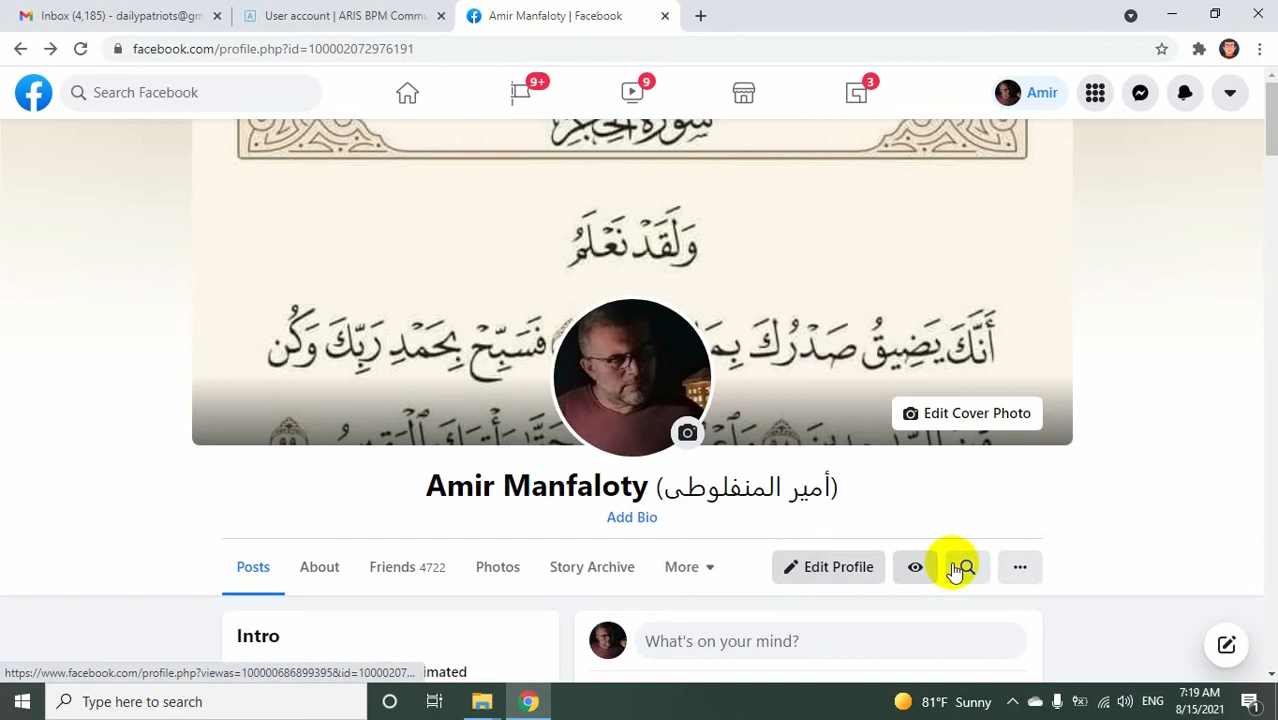 Inbox (4,185) - dailypatriots@gm
User account | ARIS BPM Commu
Amir Manfaloty | Facebook
facebook.com/profile.php?id=100002072976191
Search Facebook
9+
9
3
Amir
سورة الحجر
وَلَقَدْ نَعْلَمُ
أَنَّكَ يَضِيقُ صَدْرُكَ بِمَا فَسَبِّحْ بِحَمْدِ رَبِّكَ وَكُن
Edit Cover Photo
Amir Manfaloty (أمير المنفلوطى)
Add Bio
Posts
About
Friends 4722
Photos
Story Archive
More
Edit Profile
Intro
What's on your mind?
https://www.facebook.com/profile.php?viewas=100000686899395&id=10000207...
imated
Type here to search
81°F Sunny
ENG
7:19 AM
8/15/2021
1